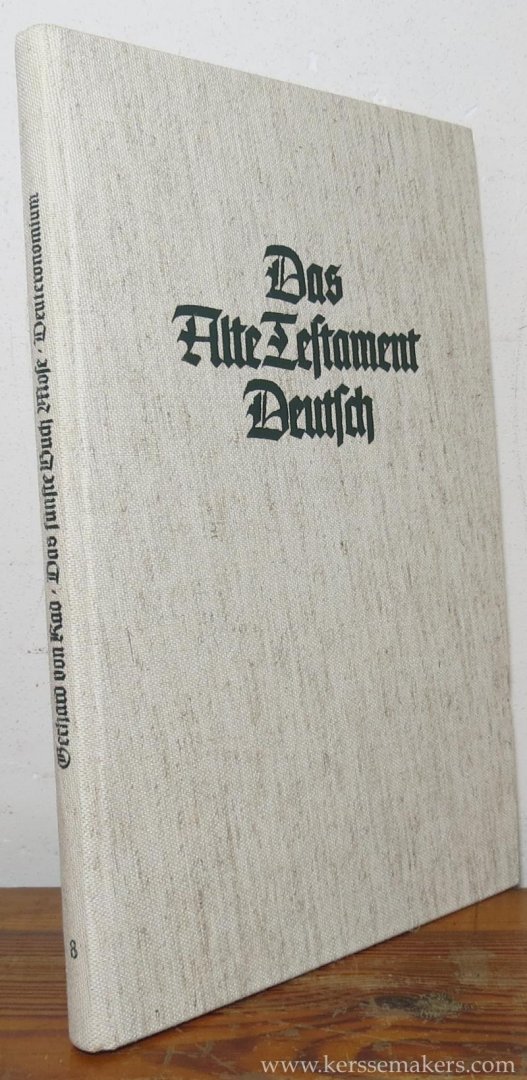 Das
Alte Testament
Deutsch
Gerhard von Rad · Das fünfte Buch Mose · Deuteronomium
8
www.kerssemakers.com